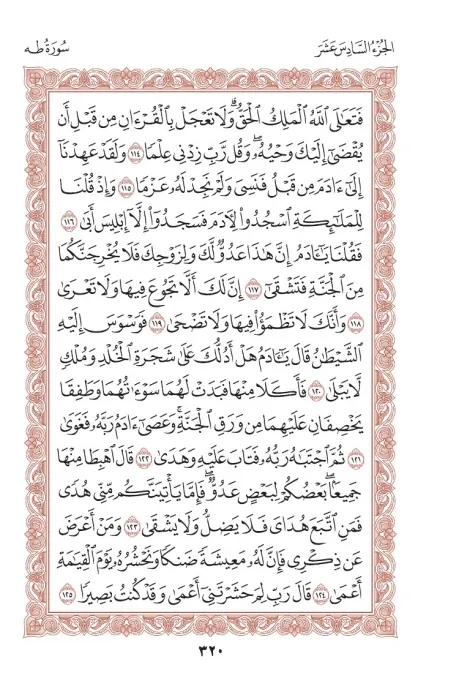 الجزء السادس عشر
سورة طه
فَتَعَٰلَى ٱللَّهُ ٱلْمَلِكُ ٱلْحَقُّ ۗ وَلَا تَعْجَلْ بِٱلْقُرْءَانِ مِن قَبْلِ أَن
يُقْضَىٰٓ إِلَيْكَ وَحْيُهُۥ ۖ وَقُل رَّبِّ زِدْنِى عِلْمًا ١١٤ وَلَقَدْ عَهِدْنَآ
إِلَىٰٓ ءَادَمَ مِن قَبْلُ فَنَسِىَ وَلَمْ نَجِدْ لَهُۥ عَزْمًا ١١٥ وَإِذْ قُلْنَا
لِلْمَلَٰٓئِكَةِ ٱسْجُدُوا۟ لِـَٔادَمَ فَسَجَدُوٓا۟ إِلَّآ إِبْلِيسَ أَبَىٰ ١١٦
فَقُلْنَا يَٰٓـَٔادَمُ إِنَّ هَٰذَا عَدُوٌّ لَّكَ وَلِزَوْجِكَ فَلَا يُخْرِجَنَّكُمَا
مِنَ ٱلْجَنَّةِ فَتَشْقَىٰٓ ١١٧ إِنَّ لَكَ أَلَّا تَجُوعَ فِيهَا وَلَا تَعْرَىٰ
١١٨ وَأَنَّكَ لَا تَظْمَؤُا۟ فِيهَا وَلَا تَضْحَىٰ ١١٩ فَوَسْوَسَ إِلَيْهِ
ٱلشَّيْطَٰنُ قَالَ يَٰٓـَٔادَمُ هَلْ أَدُلُّكَ عَلَىٰ شَجَرَةِ ٱلْخُلْدِ وَمُلْكٍ
لَّا يَبْلَىٰ ١٢٠ فَأَكَلَا مِنْهَا فَبَدَتْ لَهُمَا سَوْءَٰتُهُمَا وَطَفِقَا
يَخْصِفَانِ عَلَيْهِمَا مِن وَرَقِ ٱلْجَنَّةِ ۚ وَعَصَىٰٓ ءَادَمُ رَبَّهُۥ فَغَوَىٰ
١٢١ ثُمَّ ٱجْتَبَٰهُ رَبُّهُۥ فَتَابَ عَلَيْهِ وَهَدَىٰ ١٢٢ قَالَ ٱهْبِطَا مِنْهَا
جَمِيعًۢا ۖ بَعْضُكُمْ لِبَعْضٍ عَدُوٌّ ۖ فَإِمَّا يَأْتِيَنَّكُم مِّنِّى هُدًى
فَمَنِ ٱتَّبَعَ هُدَاىَ فَلَا يَضِلُّ وَلَا يَشْقَىٰ ١٢٣ وَمَنْ أَعْرَضَ
عَن ذِكْرِى فَإِنَّ لَهُۥ مَعِيشَةً ضَنكًا وَنَحْشُرُهُۥ يَوْمَ ٱلْقِيَٰمَةِ
أَعْمَىٰ ١٢٤ قَالَ رَبِّ لِمَ حَشَرْتَنِىٓ أَعْمَىٰ وَقَدْ كُنتُ بَصِيرًا ١٢٥
٣٢٠